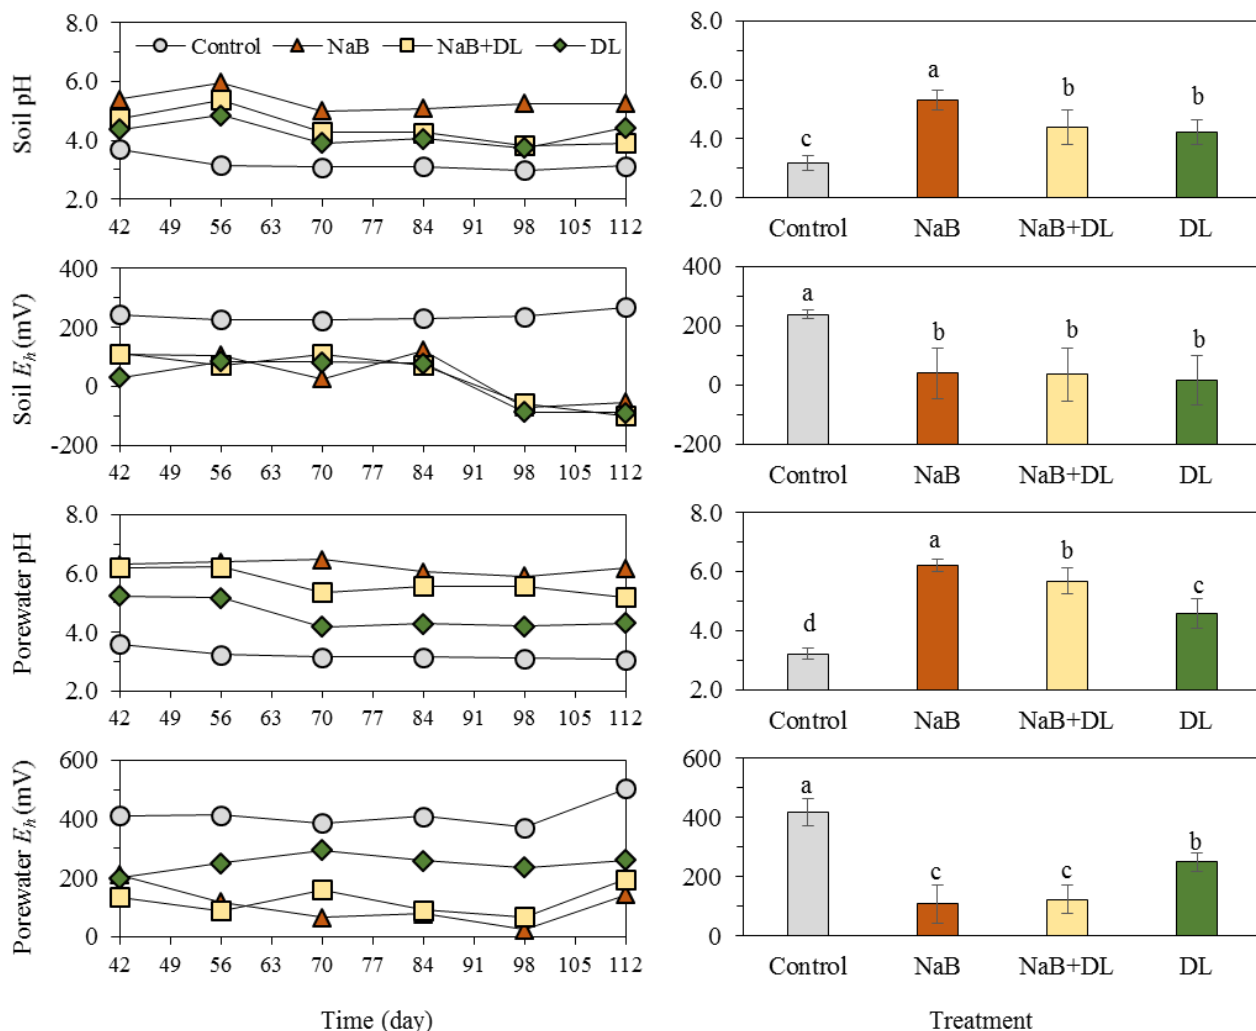 8.0
Control NaB NaB+DL DL
6.0
4.0
2.0
Soil pH
42 49 56 63 70 77 84 91 98 105 112
8.0
6.0
4.0
2.0
c a b b
Control NaB NaB+DL DL
400
200
0
-200
Soil Eh (mV)
42 49 56 63 70 77 84 91 98 105 112
400
200
0
-200
a b b b
Control NaB NaB+DL DL
8.0
6.0
4.0
2.0
Porewater pH
42 49 56 63 70 77 84 91 98 105 112
8.0
6.0
4.0
2.0
d a b c
Control NaB NaB+DL DL
600
400
200
0
Porewater Eh (mV)
42 49 56 63 70 77 84 91 98 105 112
Time (day)
600
400
200
0
a c c b
Control NaB NaB+DL DL
Treatment